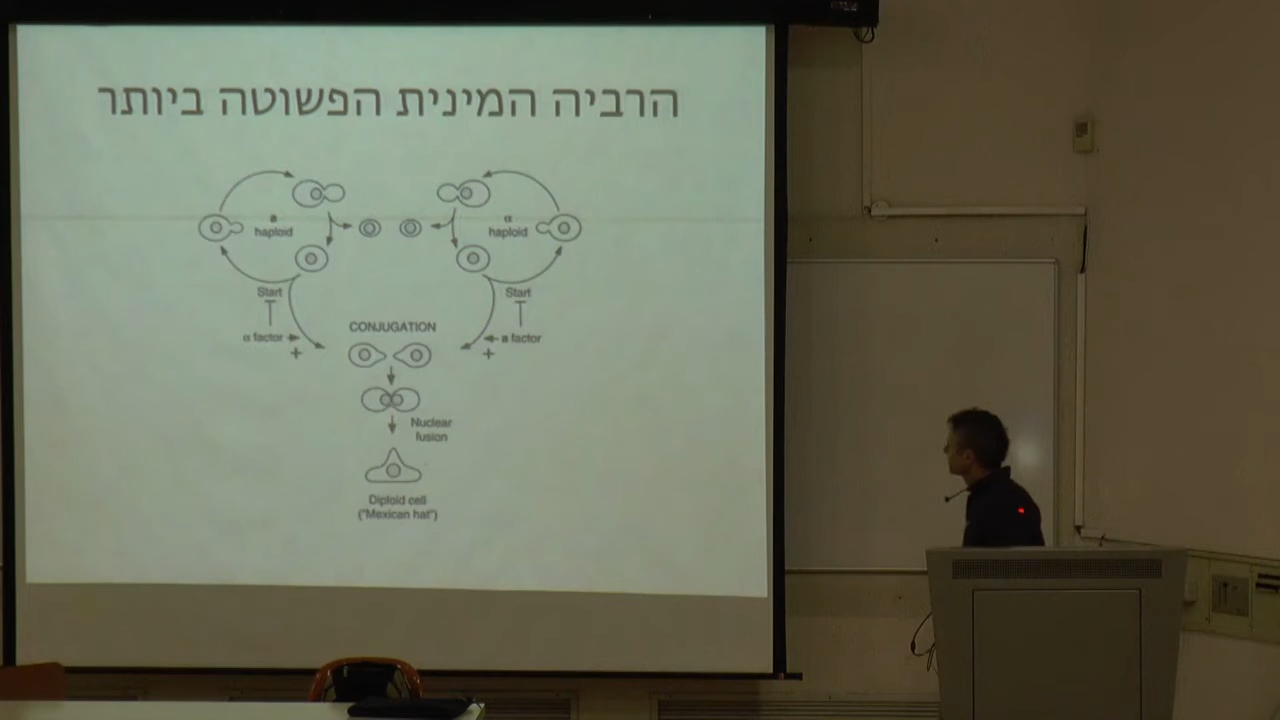 הרביה המינית הפשוטה ביותר
a
haploid
α
haploid
Start
Start
α factor
a factor
+
+
CONJUGATION
Nuclear
fusion
Diploid cell
("Mexican hat")